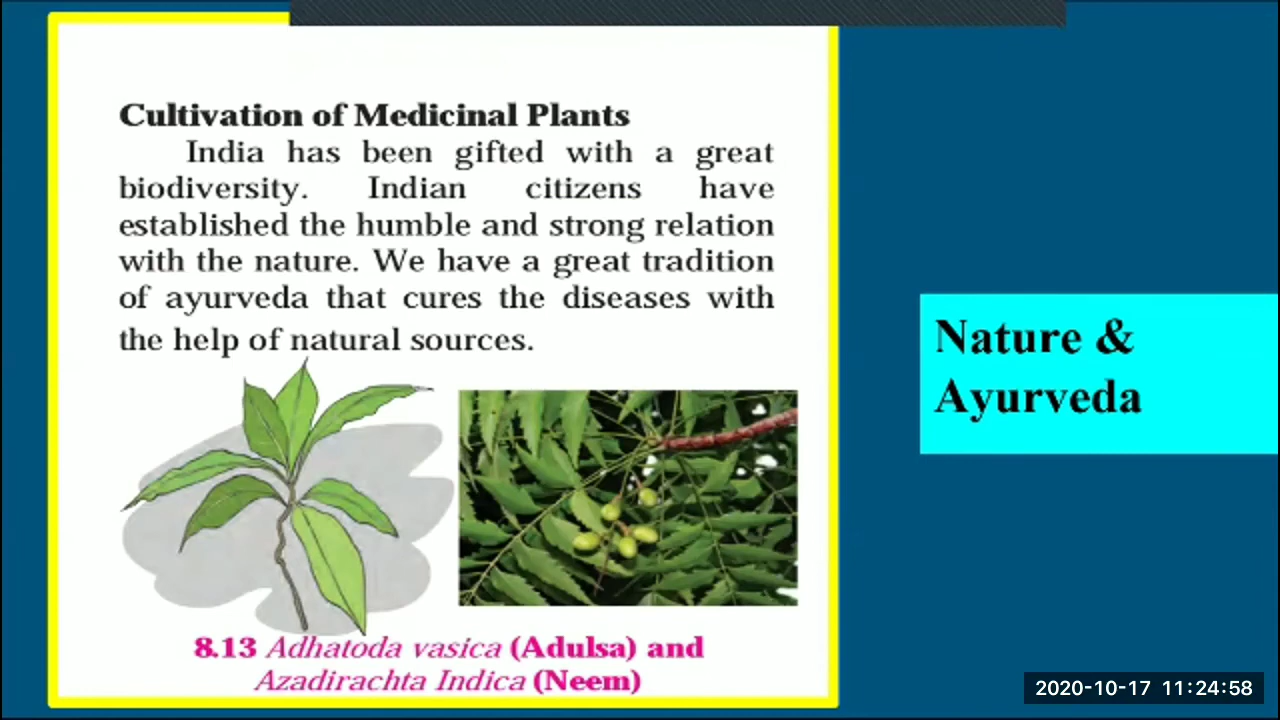 Cultivation of Medicinal Plants
India has been gifted with a great
biodiversity. Indian citizens have
established the humble and strong relation
with the nature. We have a great tradition
of ayurveda that cures the diseases with
the help of natural sources.
8.13 Adhatoda vasica (Adulsa) and
Azadirachta Indica (Neem)
Nature &
Ayurveda
2020-10-17 11:24:58